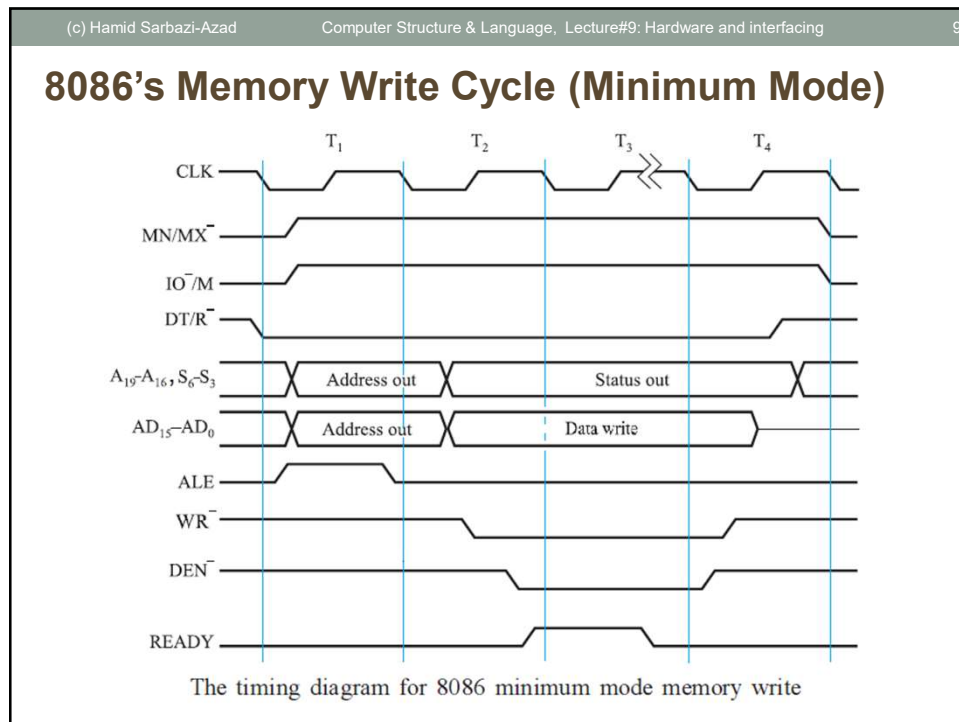 (c) Hamid Sarbazi-Azad Computer Structure & Language, Lecture#9: Hardware and interfacing 9
8086's Memory Write Cycle (Minimum Mode)
T₁ T₂ T₃ T₄
CLK
MN/MX¯
IO¯/M
DT/R¯
A₁₉-A₁₆, S₆-S₃ Address out Status out
AD₁₅–AD₀ Address out Data write
ALE
WR¯
DEN¯
READY
The timing diagram for 8086 minimum mode memory write